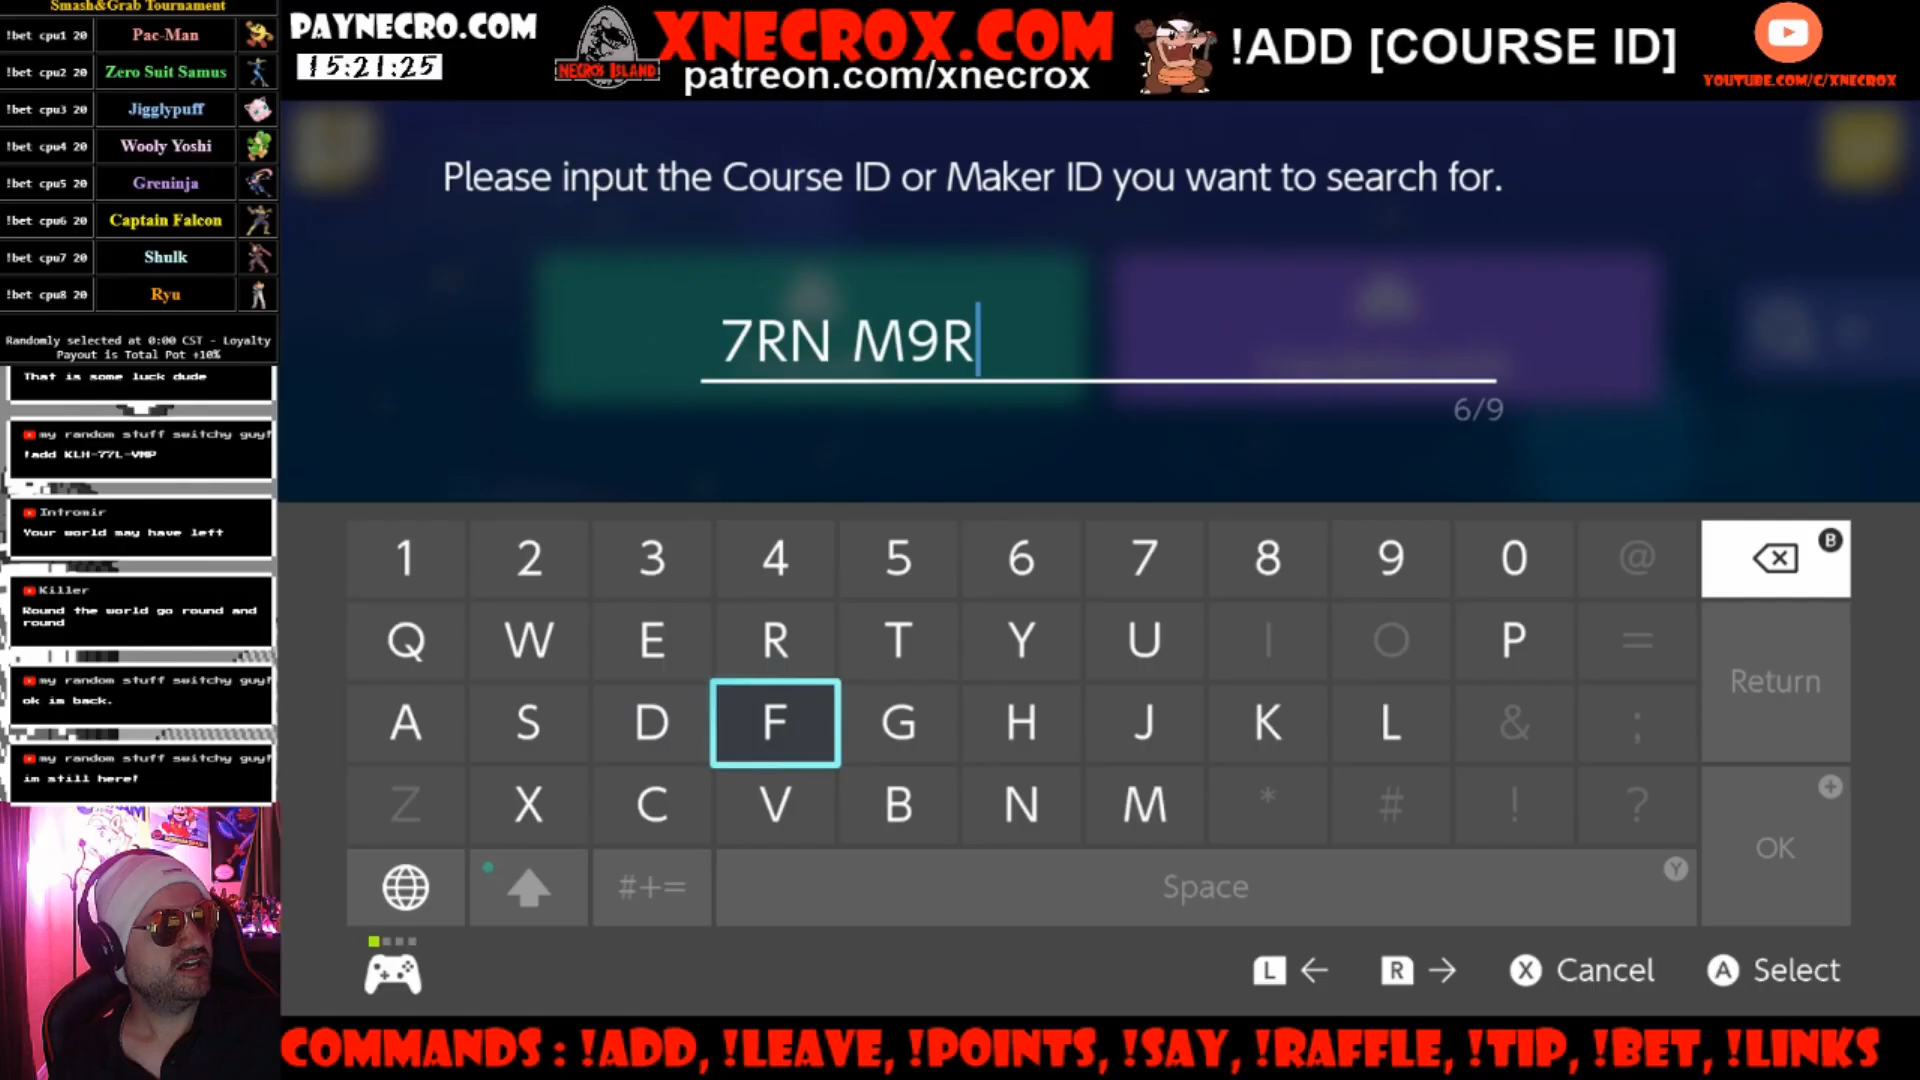 Smash&Grab Tournament
!bet cpu1 20 Pac-Man
!bet cpu2 20 Zero Suit Samus
!bet cpu3 20 Jigglypuff
!bet cpu4 20 Wooly Yoshi
!bet cpu5 20 Greninja
!bet cpu6 20 Captain Falcon
!bet cpu7 20 Shulk
!bet cpu8 20 Ryu
Randomly selected at 0:00 CST - Loyalty
Payout is Total Pot +10%
That is some luck dude
my random stuff switchy guy!
!add KLH-77L-VMP
Intromir
Your world may have left
Killer
Round the world go round and
round
my random stuff switchy guy!
ok im back.
my random stuff switchy guy!
im still here!
PAYNECRO.COM
15:21:25
NECROS ISLAND
XNECROX.COM
patreon.com/xnecrox
!ADD [COURSE ID]
YOUTUBE.COM/C/XNECROX
Please input the Course ID or Maker ID you want to search for.
7RN M9R
6/9
1 2 3 4 5 6 7 8 9 0 @ B
Q W E R T Y U I O P =
Return
A S D F G H J K L & ;
Z X C V B N M * # ! ?
+
OK
#+= Space Y
L ← R → X Cancel A Select
COMMANDS : !ADD, !LEAVE, !POINTS, !SAY, !RAFFLE, !TIP, !BET, !LINKS